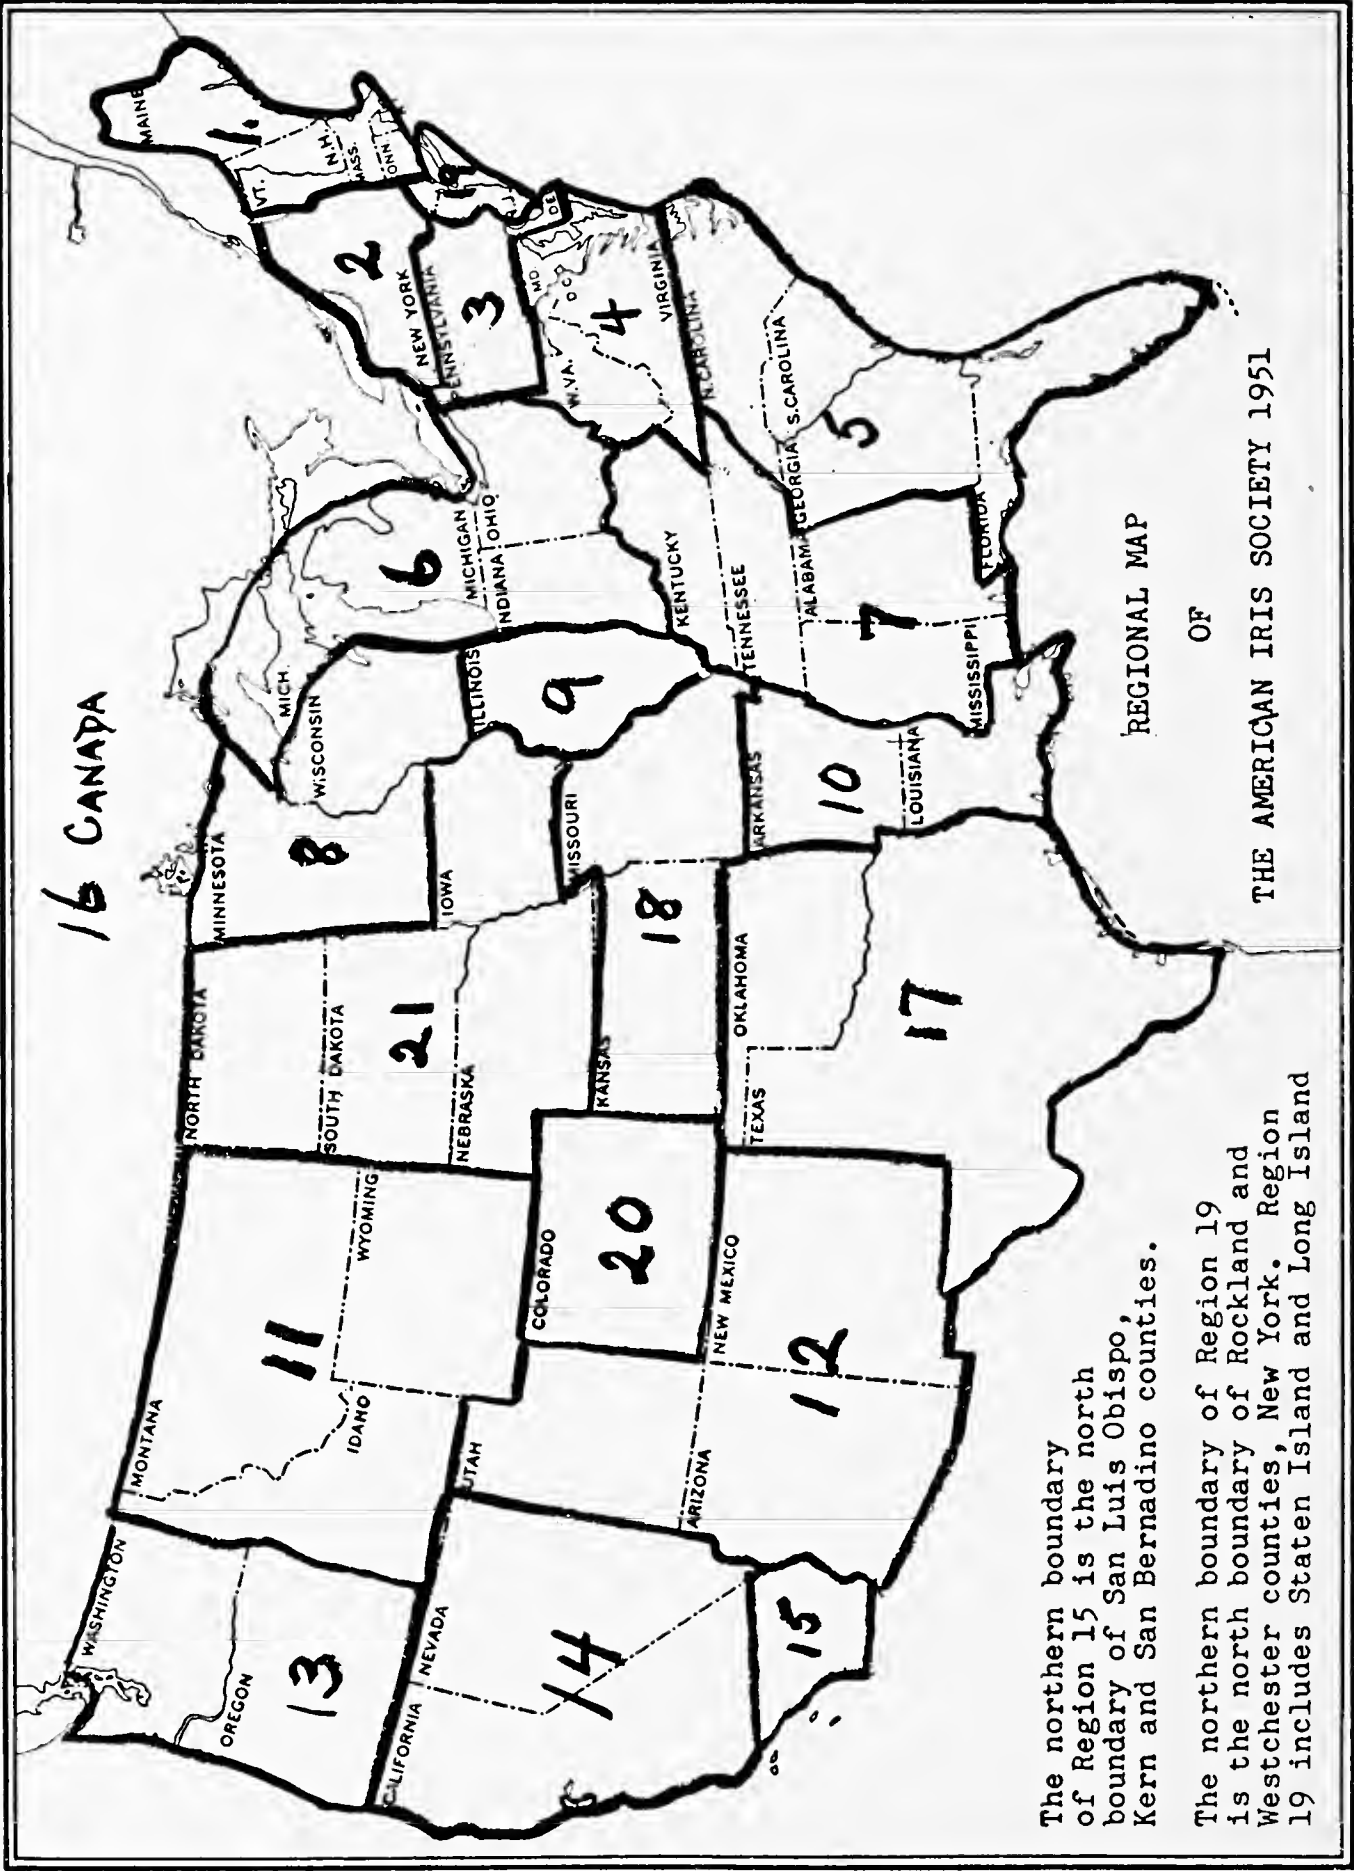 16 CANADA
WASHINGTON
MONTANA
NORTH DAKOTA
MINNESOTA
MICH.
WISCONSIN
8
VT.
MAINE
1.
N.H.
MASS.
ONN.
OREGON
13
IDAHO
11
WYOMING
SOUTH DAKOTA
21
NEBRASKA
IOWA
MICHIGAN
6
2
NEW YORK
ENNSYLVANIA
3
19
N.J.
DE
MD.
D.C.
CALIFORNIA
NEVADA
14
UTAH
COLORADO
20
KANSAS
18
MISSOURI
ILLINOIS
9
INDIANA
OHIO
W.VA.
4
VIRGINIA
KENTUCKY
N.CAROLINA
TENNESSEE
15
ARIZONA
12
NEW MEXICO
OKLAHOMA
TEXAS
17
ARKANSAS
10
LOUISIANA
MISSISSIPPI
7
ALABAMA
GEORGIA
S.CAROLINA
5
FLORIDA
The northern boundary
of Region 15 is the north
boundary of San Luis Obispo,
Kern and San Bernadino counties.
The northern boundary of Region 19
is the north boundary of Rockland and
Westchester counties, New York. Region
19 includes Staten Island and Long Island
REGIONAL MAP
OF
THE AMERICAN IRIS SOCIETY 1951